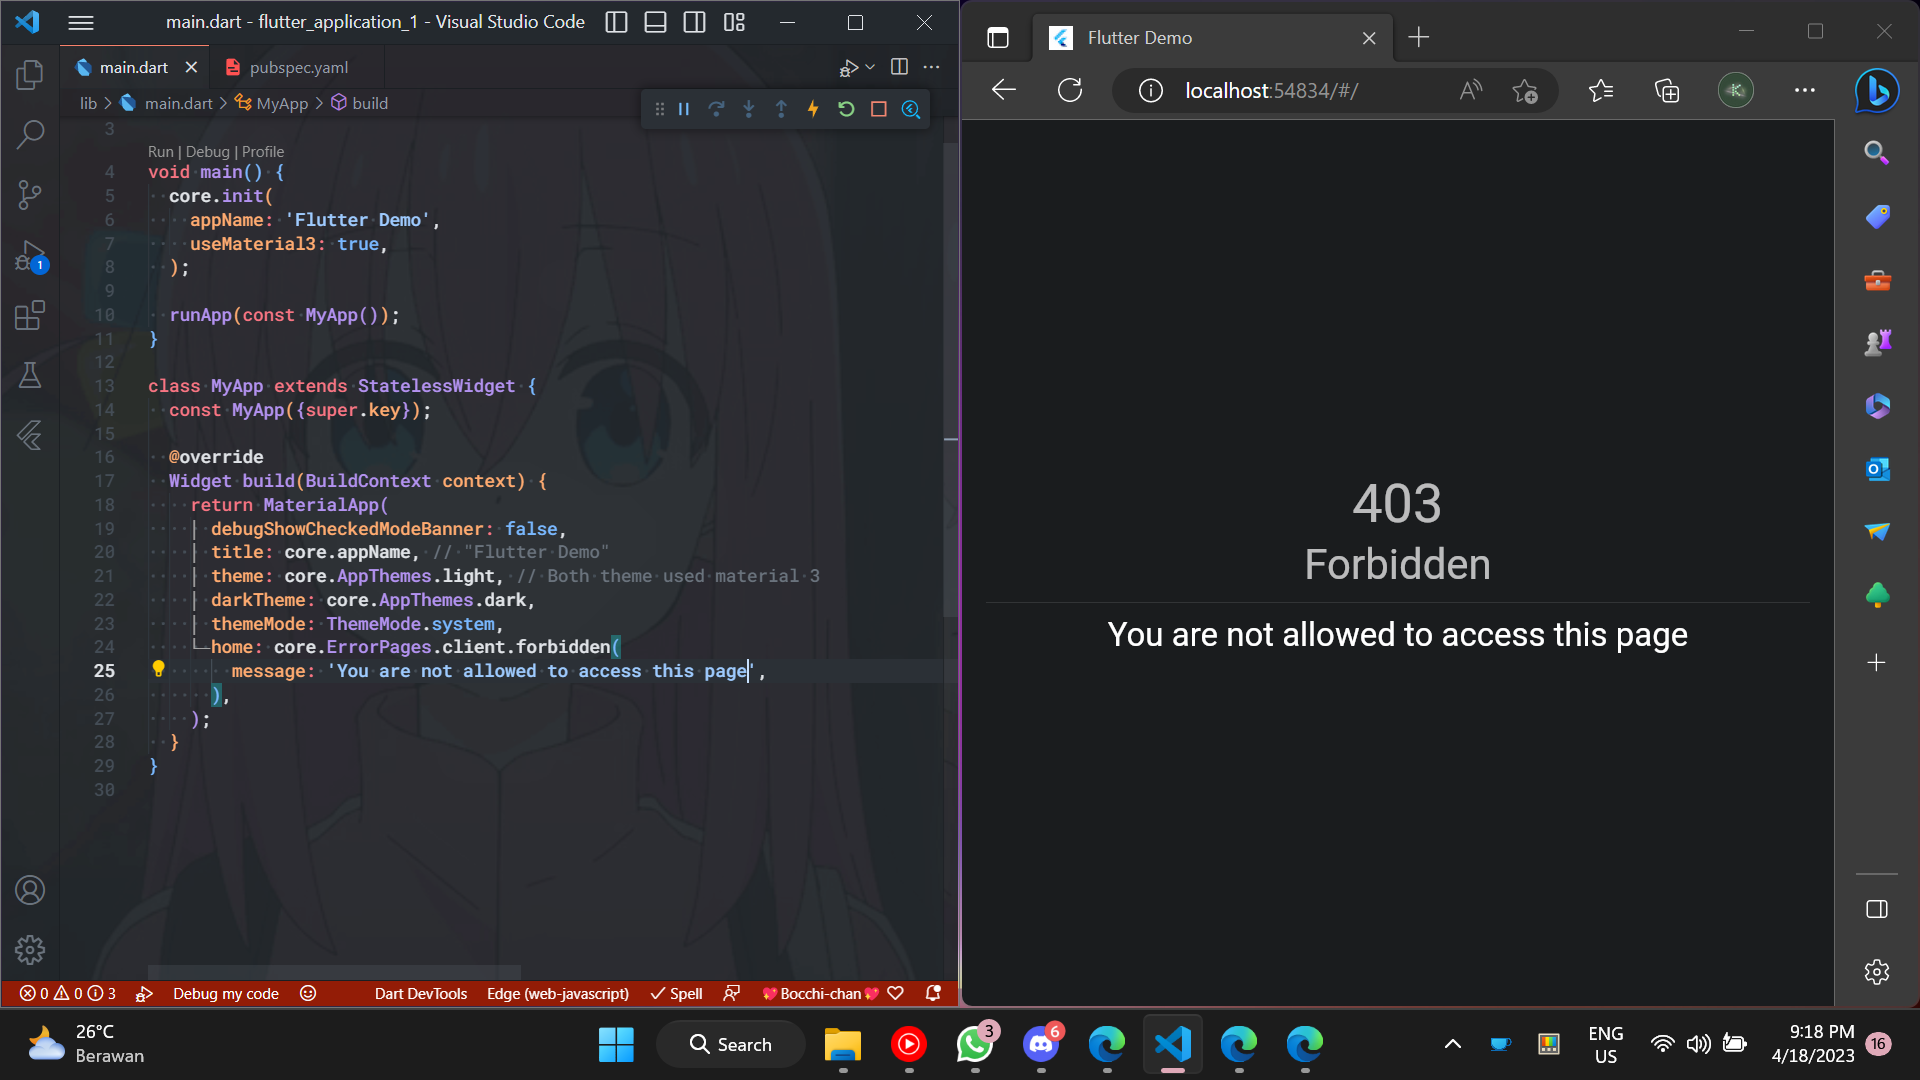 main.dart - flutter_application_1 - Visual Studio Code
main.dart
pubspec.yaml
lib > main.dart > MyApp > build
3
Run | Debug | Profile
4 void main() {
5 core.init(
6 appName: 'Flutter Demo',
7 useMaterial3: true,
8 );
9
10 runApp(const MyApp());
11 }
12
13 class MyApp extends StatelessWidget {
14 const MyApp({super.key});
15
16 @override
17 Widget build(BuildContext context) {
18 return MaterialApp(
19 debugShowCheckedModeBanner: false,
20 title: core.appName, // "Flutter Demo"
21 theme: core.AppThemes.light, // Both theme used material 3
22 darkTheme: core.AppThemes.dark,
23 themeMode: ThemeMode.system,
24 home: core.ErrorPages.client.forbidden(
25 message: 'You are not allowed to access this page',
26 ),
27 );
28 }
29 }
30
1
0 0 3 Debug my code Dart DevTools Edge (web-javascript) Spell 💖Bocchi-chan💖
Flutter Demo
localhost:54834/#/
K
403
Forbidden
You are not allowed to access this page
26°C
Berawan
Search
3
6
ENG
US
9:18 PM
4/18/2023
16